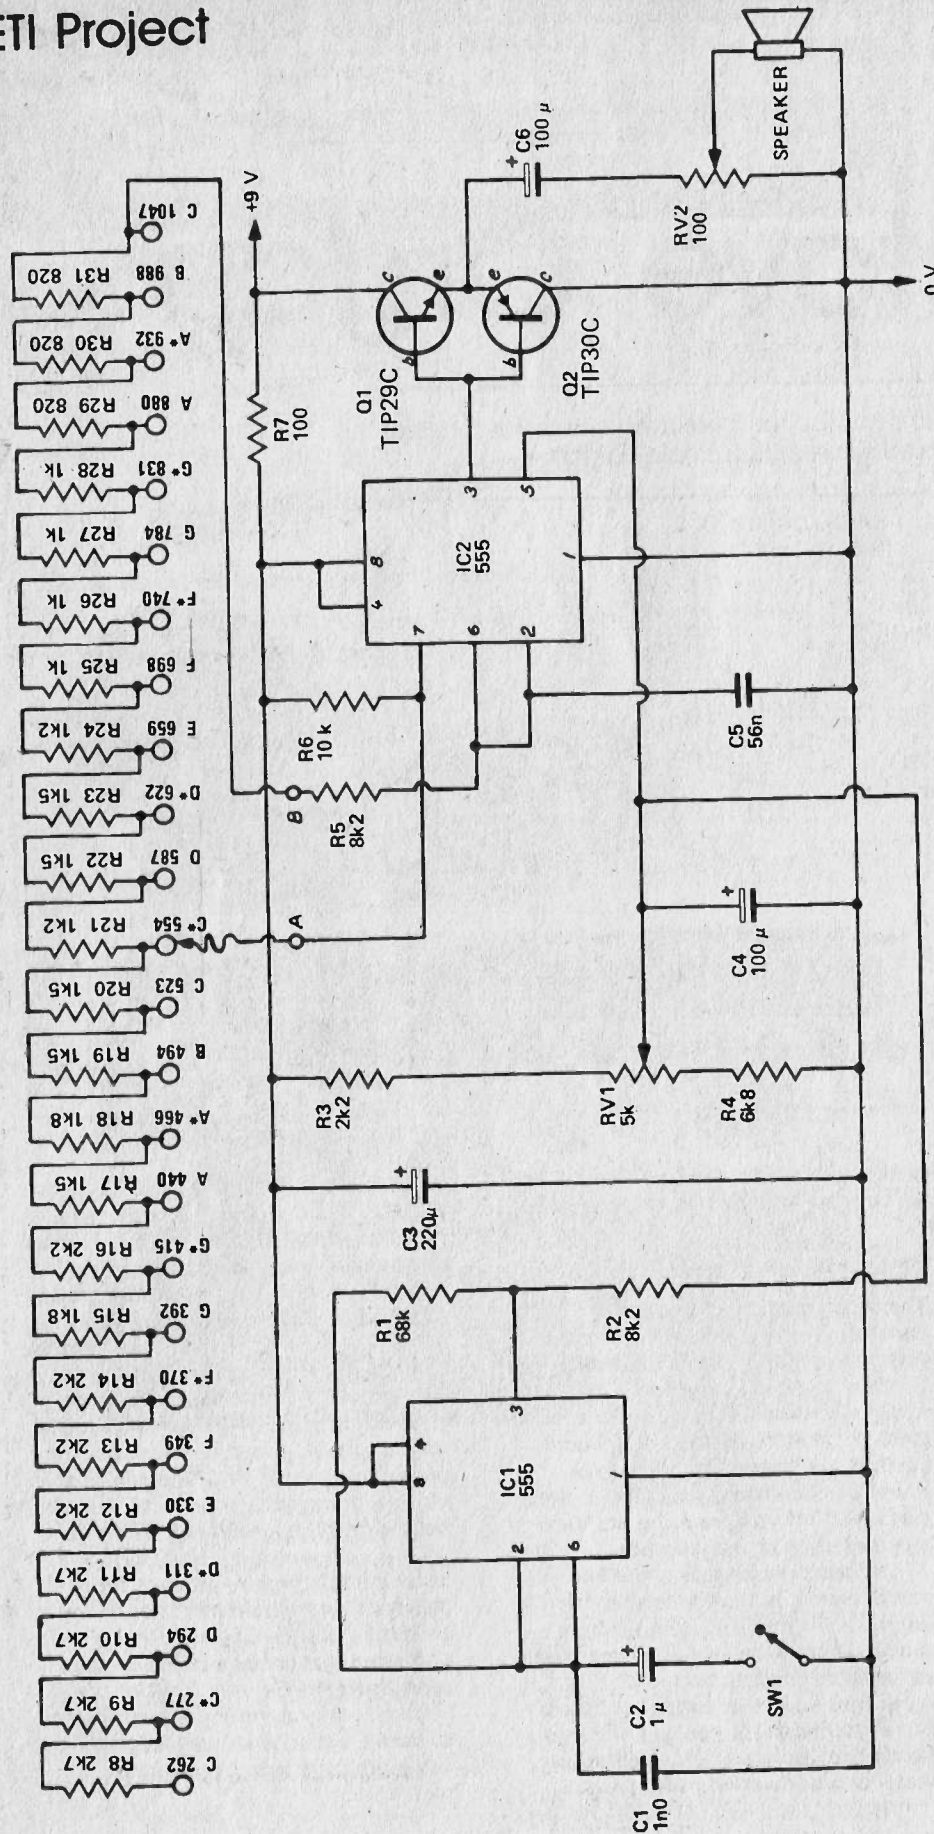 ETI Project
C 1047
R31 820
B 988
R30 820
A* 932
R29 820
A 880
R28 1k
G* 831
R27 1k
G 784
R26 1k
F* 740
R25 1k
F 698
R24 1k2
E 659
R23 1k5
D* 622
R22 1k5
D 587
R21 1k2
C* 554
R20 1k5
C 523
R19 1k5
B 494
R18 1k8
A* 466
R17 1k5
A 440
R16 2k2
G* 415
R15 1k8
G 392
R14 2k2
F* 370
R13 2k2
F 349
R12 2k2
E 330
R11 2k7
D* 311
R10 2k7
D 294
R9 2k7
C* 277
R8 2k7
C 262
+9 V
R7
100
Q1
TIP29C
c
e
b
Q2
TIP30C
e
c
b
C6
+
100 µ
RV2
100
SPEAKER
0 V
IC2
555
8
4
7
6
2
3
5
1
R6
10 k
B
R5
8k2
A
C5
56n
C4
+
100 µ
R3
2k2
RV1
5k
R4
6k8
C3
+
220µ
R1
68k
R2
8k2
IC1
555
8
4
3
2
6
1
C2
+
1 µ
SW1
C1
1n0